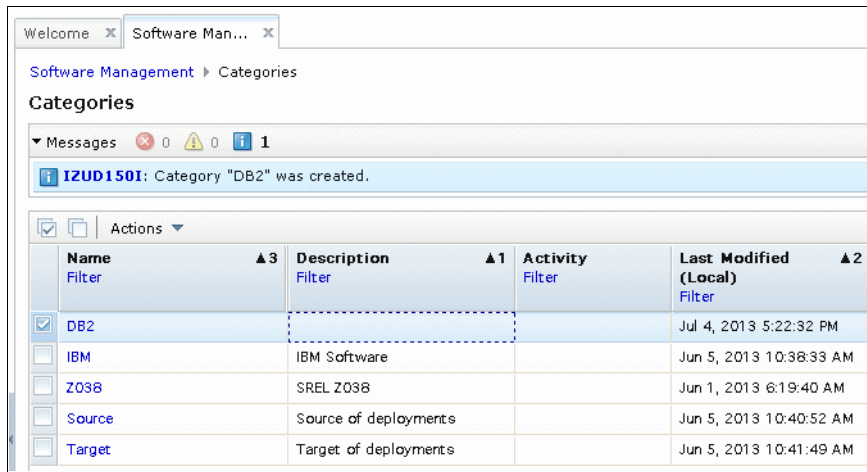 Welcome X Software Man... X
Software Management ▶ Categories
Categories
▼ Messages 0 0 1
IZUD150I: Category "DB2" was created.
Actions ▼
Name ▲3 Description ▲1 Activity Last Modified ▲2
(Local)
Filter Filter Filter Filter
DB2 Jul 4, 2013 5:22:32 PM
IBM IBM Software Jun 5, 2013 10:38:33 AM
Z038 SREL Z038 Jun 1, 2013 6:19:40 AM
Source Source of deployments Jun 5, 2013 10:40:52 AM
Target Target of deployments Jun 5, 2013 10:41:49 AM